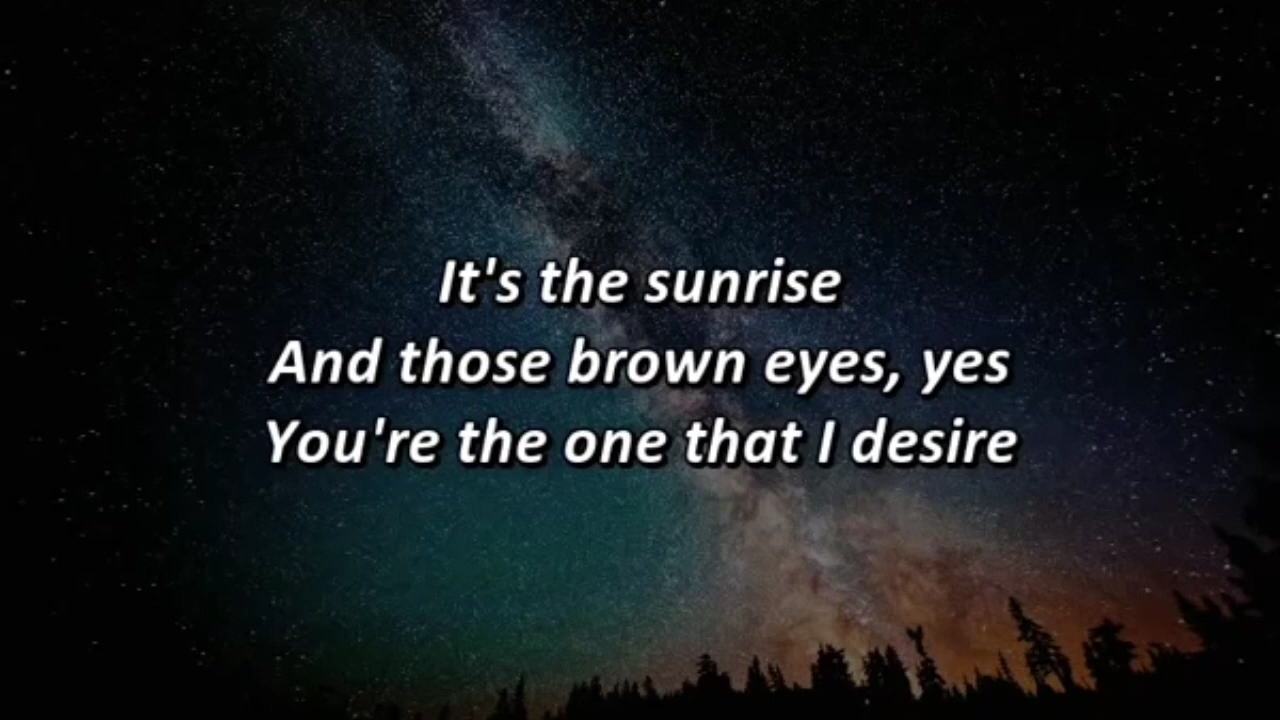 It's the sunrise
And those brown eyes, yes
You're the one that I desire